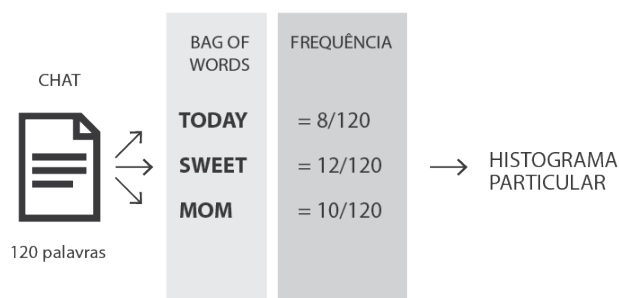 CHAT
120 palavras
BAG OF
WORDS
FREQUÊNCIA
TODAY = 8/120
SWEET = 12/120
MOM = 10/120
HISTOGRAMA
PARTICULAR